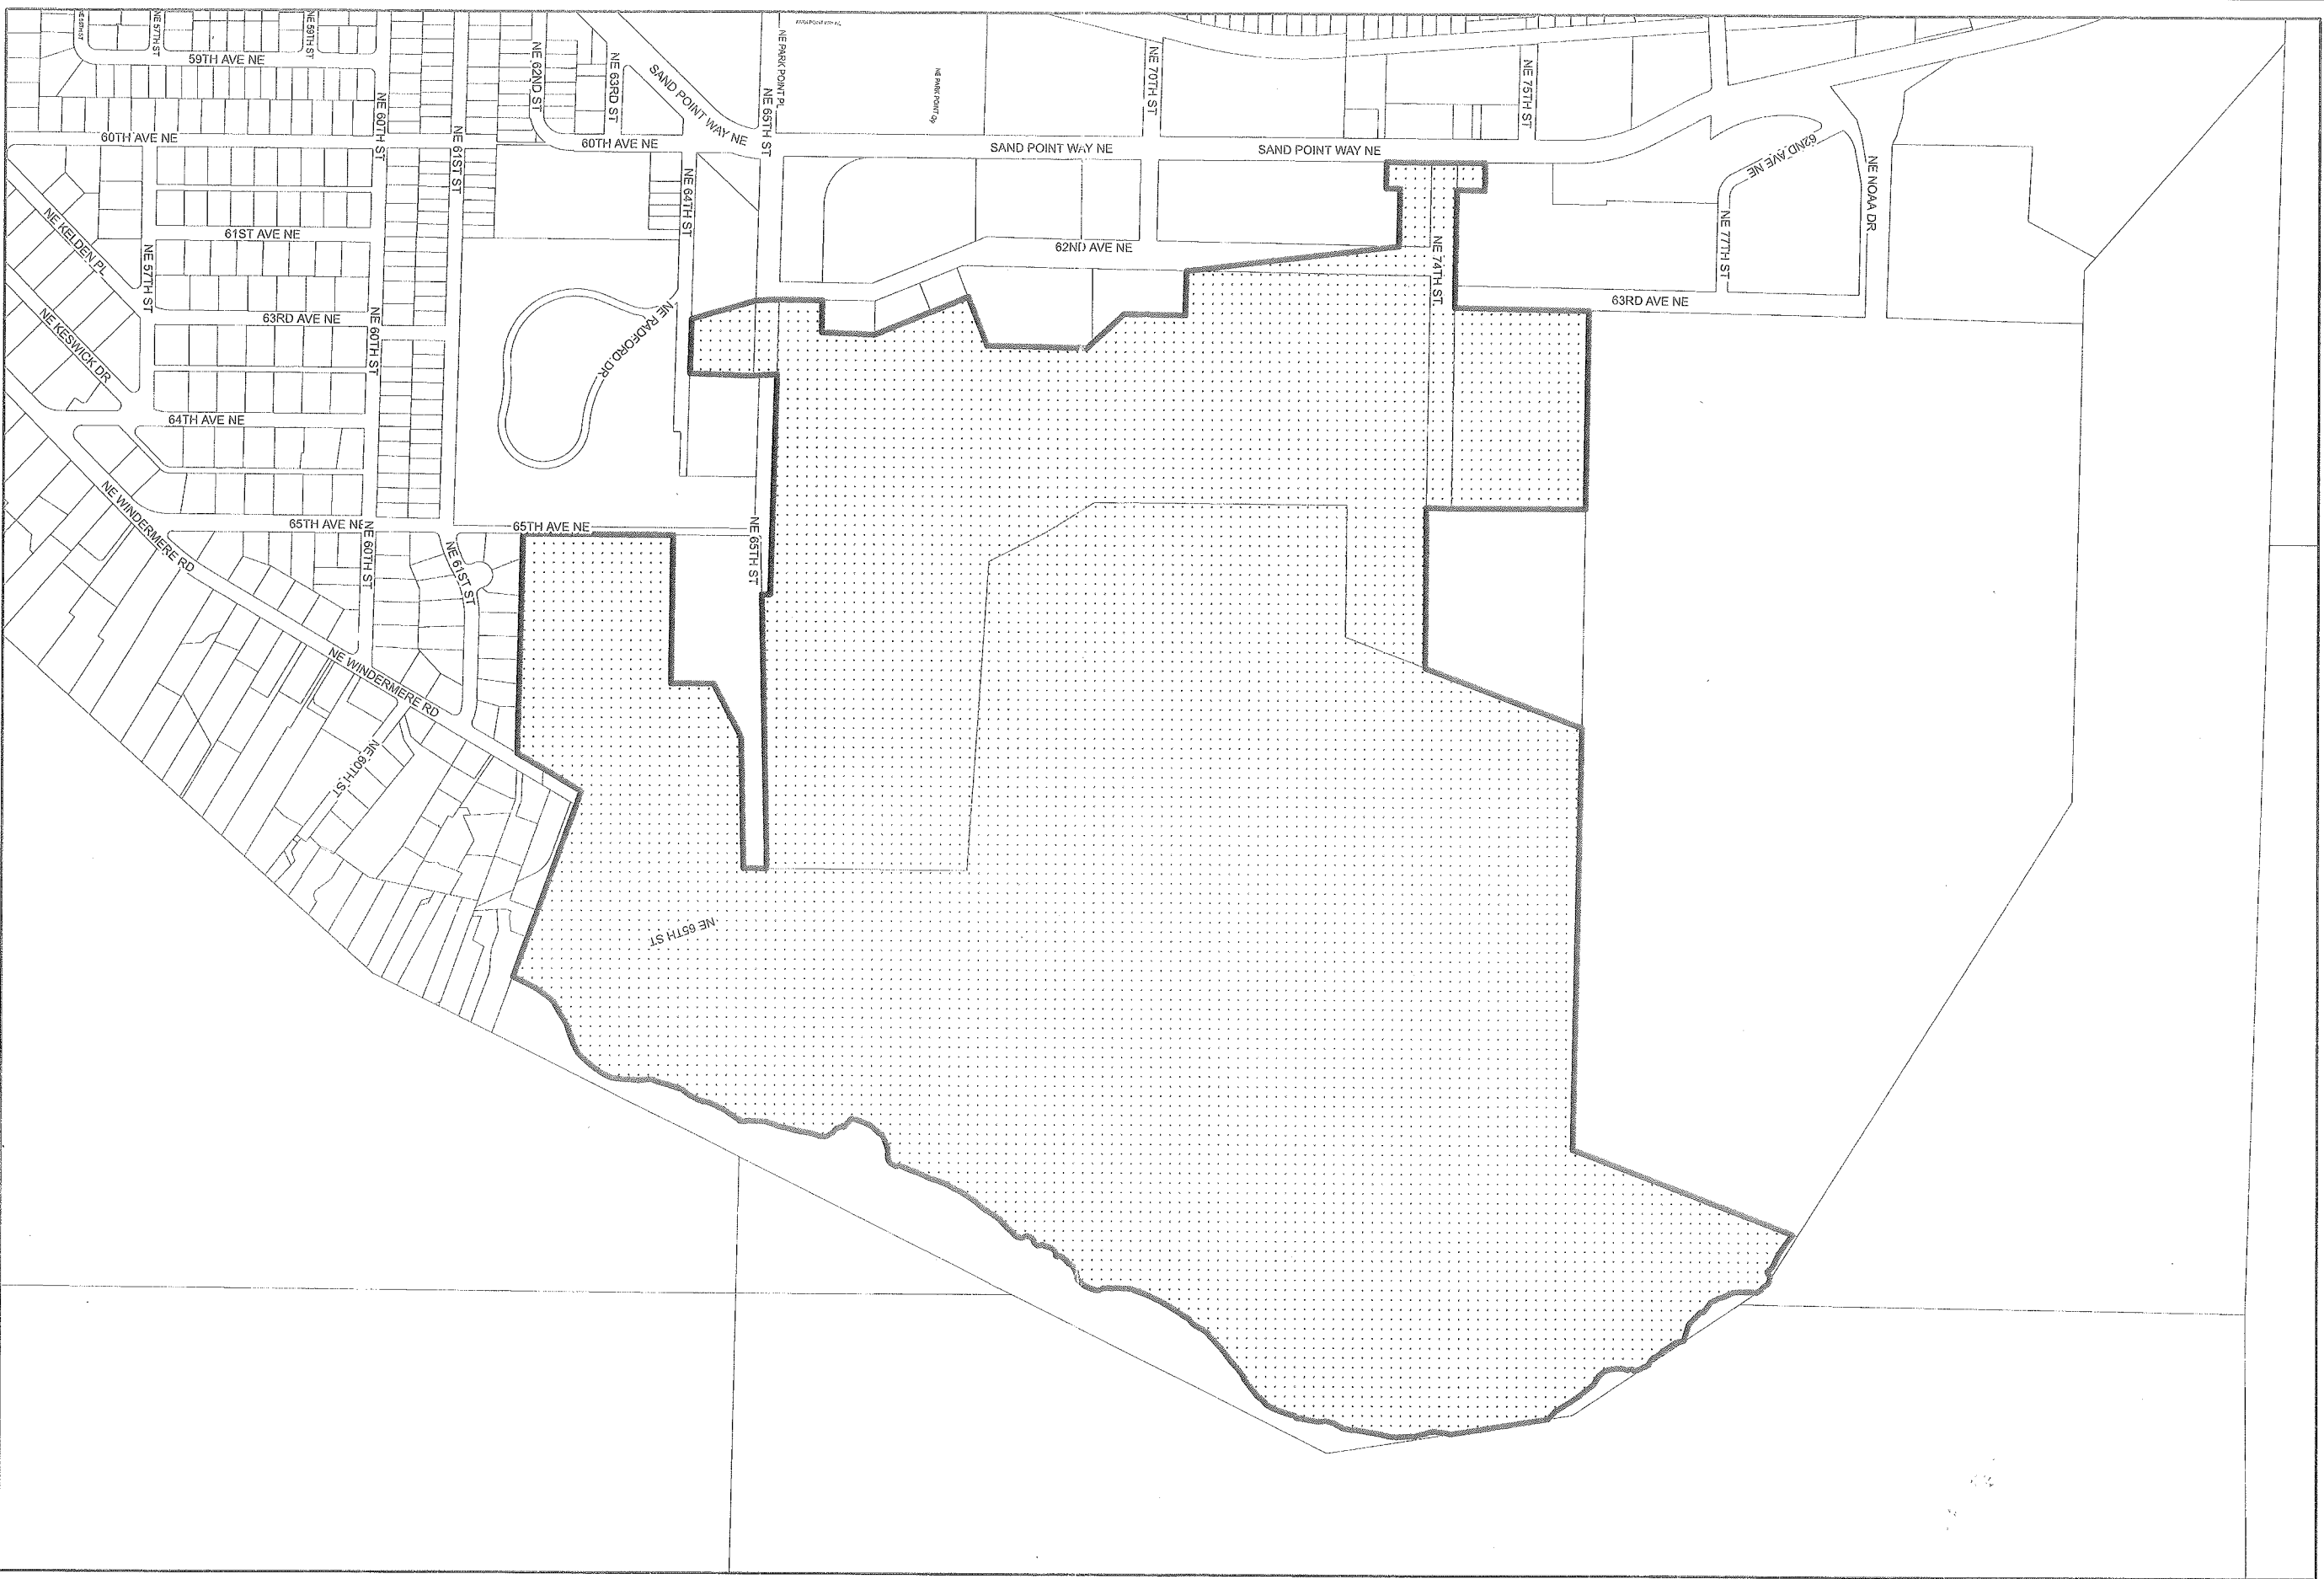 NE 57TH ST
NE 59TH ST
59TH AVE NE
NE 60TH ST
60TH AVE NE
NE 61ST ST
NE 62ND ST
NE 63RD ST
SAND POINT WAY NE
60TH AVE NE
NE 64TH ST
NE PARK POINT PL
NE 65TH ST
NE PARK POINT
NE 70TH ST
SAND POINT WAY NE
SAND POINT WAY NE
NE 75TH ST
62ND AVE NE
NE NOAA DR
NE 77TH ST
63RD AVE NE
NE 74TH ST.
62ND AVE NE
NE KELDEN PL
NE 57TH ST
61ST AVE NE
NE KESWICK DR
63RD AVE NE
NE 60TH ST
NE RADFORD DR
64TH AVE NE
NE WINDERMERE RD
65TH AVE NE
NE 60TH ST
NE 61ST ST
65TH AVE NE
NE 65TH ST
NE WINDERMERE RD
NE 60TH ST
NE 65TH ST